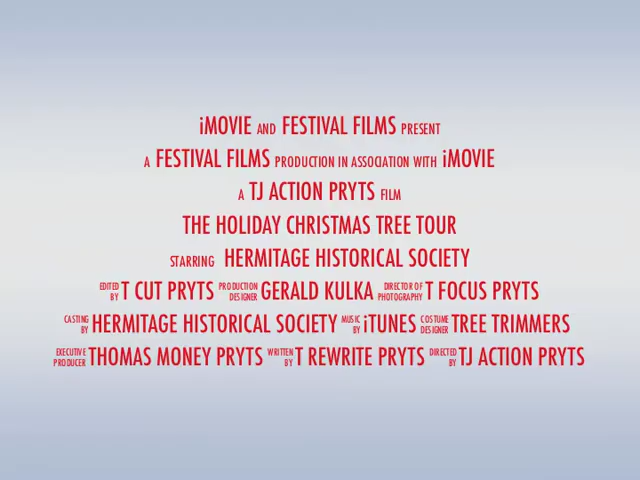 iMOVIE AND FESTIVAL FILMS PRESENT
A FESTIVAL FILMS PRODUCTION IN ASSOCIATION WITH iMOVIE
A TJ ACTION PRYTS FILM
THE HOLIDAY CHRISTMAS TREE TOUR
STARRING HERMITAGE HISTORICAL SOCIETY
EDITED BY T CUT PRYTS PRODUCTION DESIGNER GERALD KULKA DIRECTOR OF PHOTOGRAPHY T FOCUS PRYTS
CASTING BY HERMITAGE HISTORICAL SOCIETY MUSIC BY iTUNES COSTUME DESIGNER TREE TRIMMERS
EXECUTIVE PRODUCER THOMAS MONEY PRYTS WRITTEN BY T REWRITE PRYTS DIRECTED BY TJ ACTION PRYTS